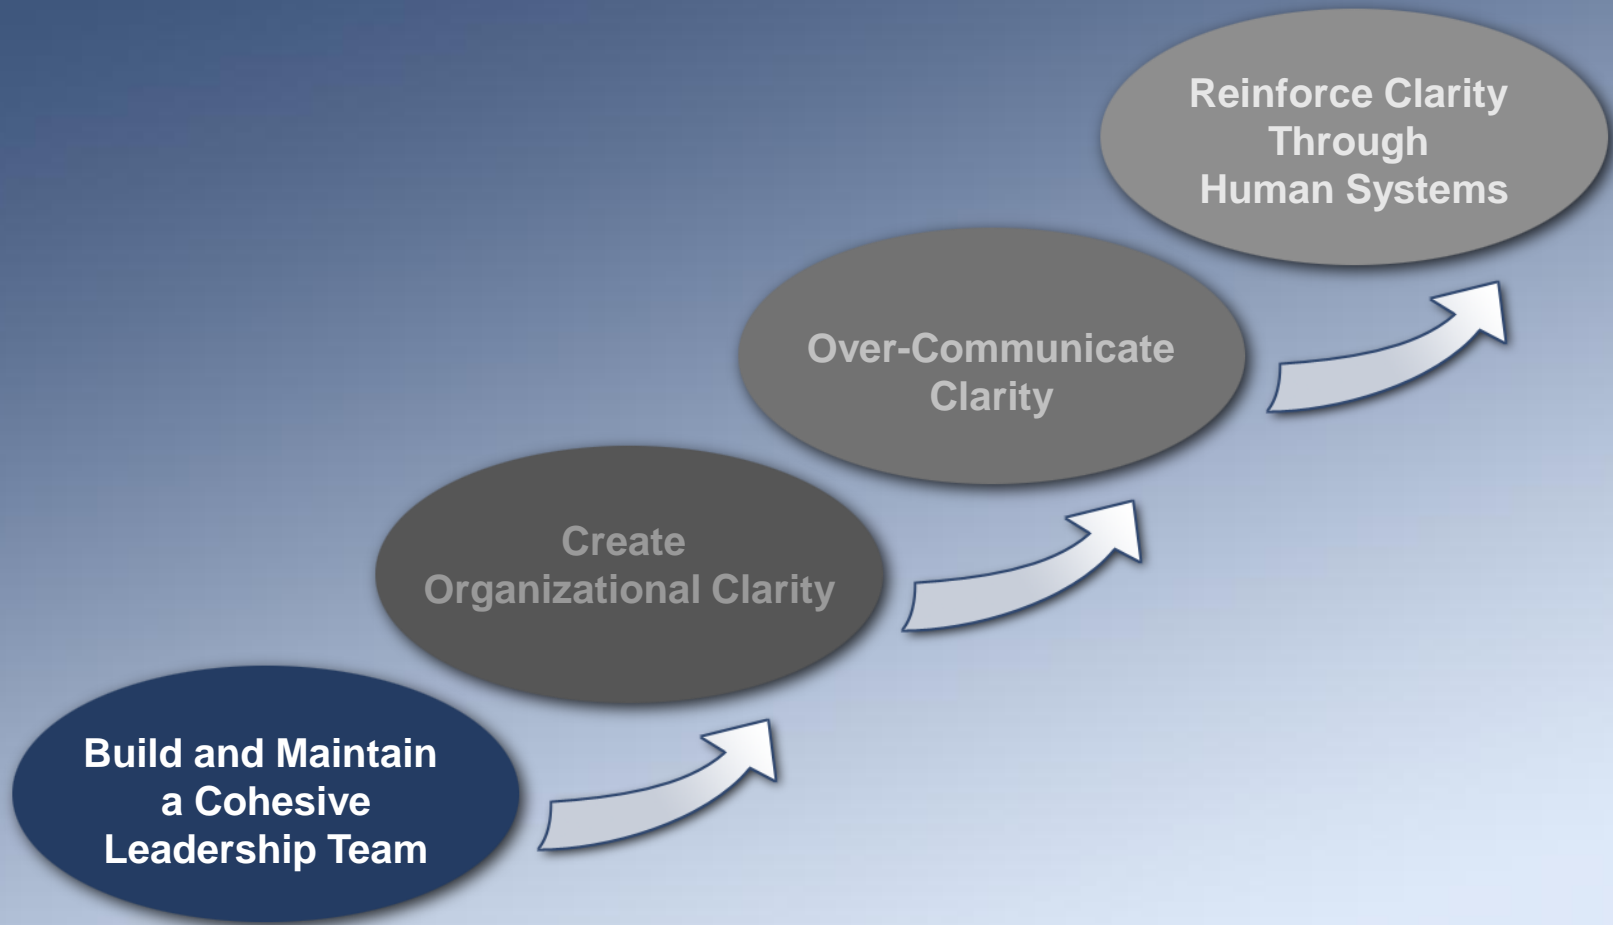 Reinforce Clarity
Through
Human Systems
Over-Communicate
Clarity
Create
Organizational Clarity
Build and Maintain
a Cohesive
Leadership Team